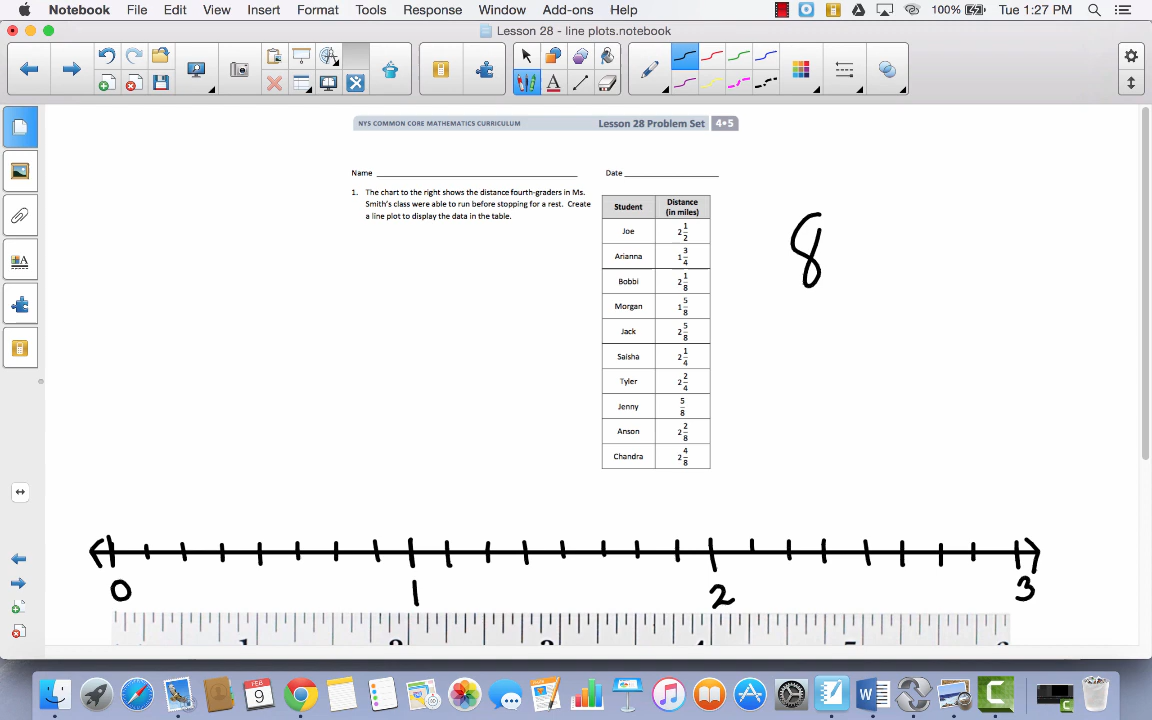 Notebook File Edit View Insert Format Tools Response Window Add-ons Help 100% Tue 1:27 PM
Lesson 28 - line plots.notebook
NYS COMMON CORE MATHEMATICS CURRICULUM Lesson 28 Problem Set 4•5
Name Date
1. The chart to the right shows the distance fourth-graders in Ms.
Smith's class were able to run before stopping for a rest. Create
a line plot to display the data in the table.
Student Distance (in miles)
Joe 2 1/2
Arianna 1 3/4
Bobbi 2 1/8
Morgan 1 5/8
Jack 2 5/8
Saisha 2 1/4
Tyler 2 2/4
Jenny 5/8
Anson 2 2/8
Chandra 2 4/8
8
0 1 2 3
FEB
9